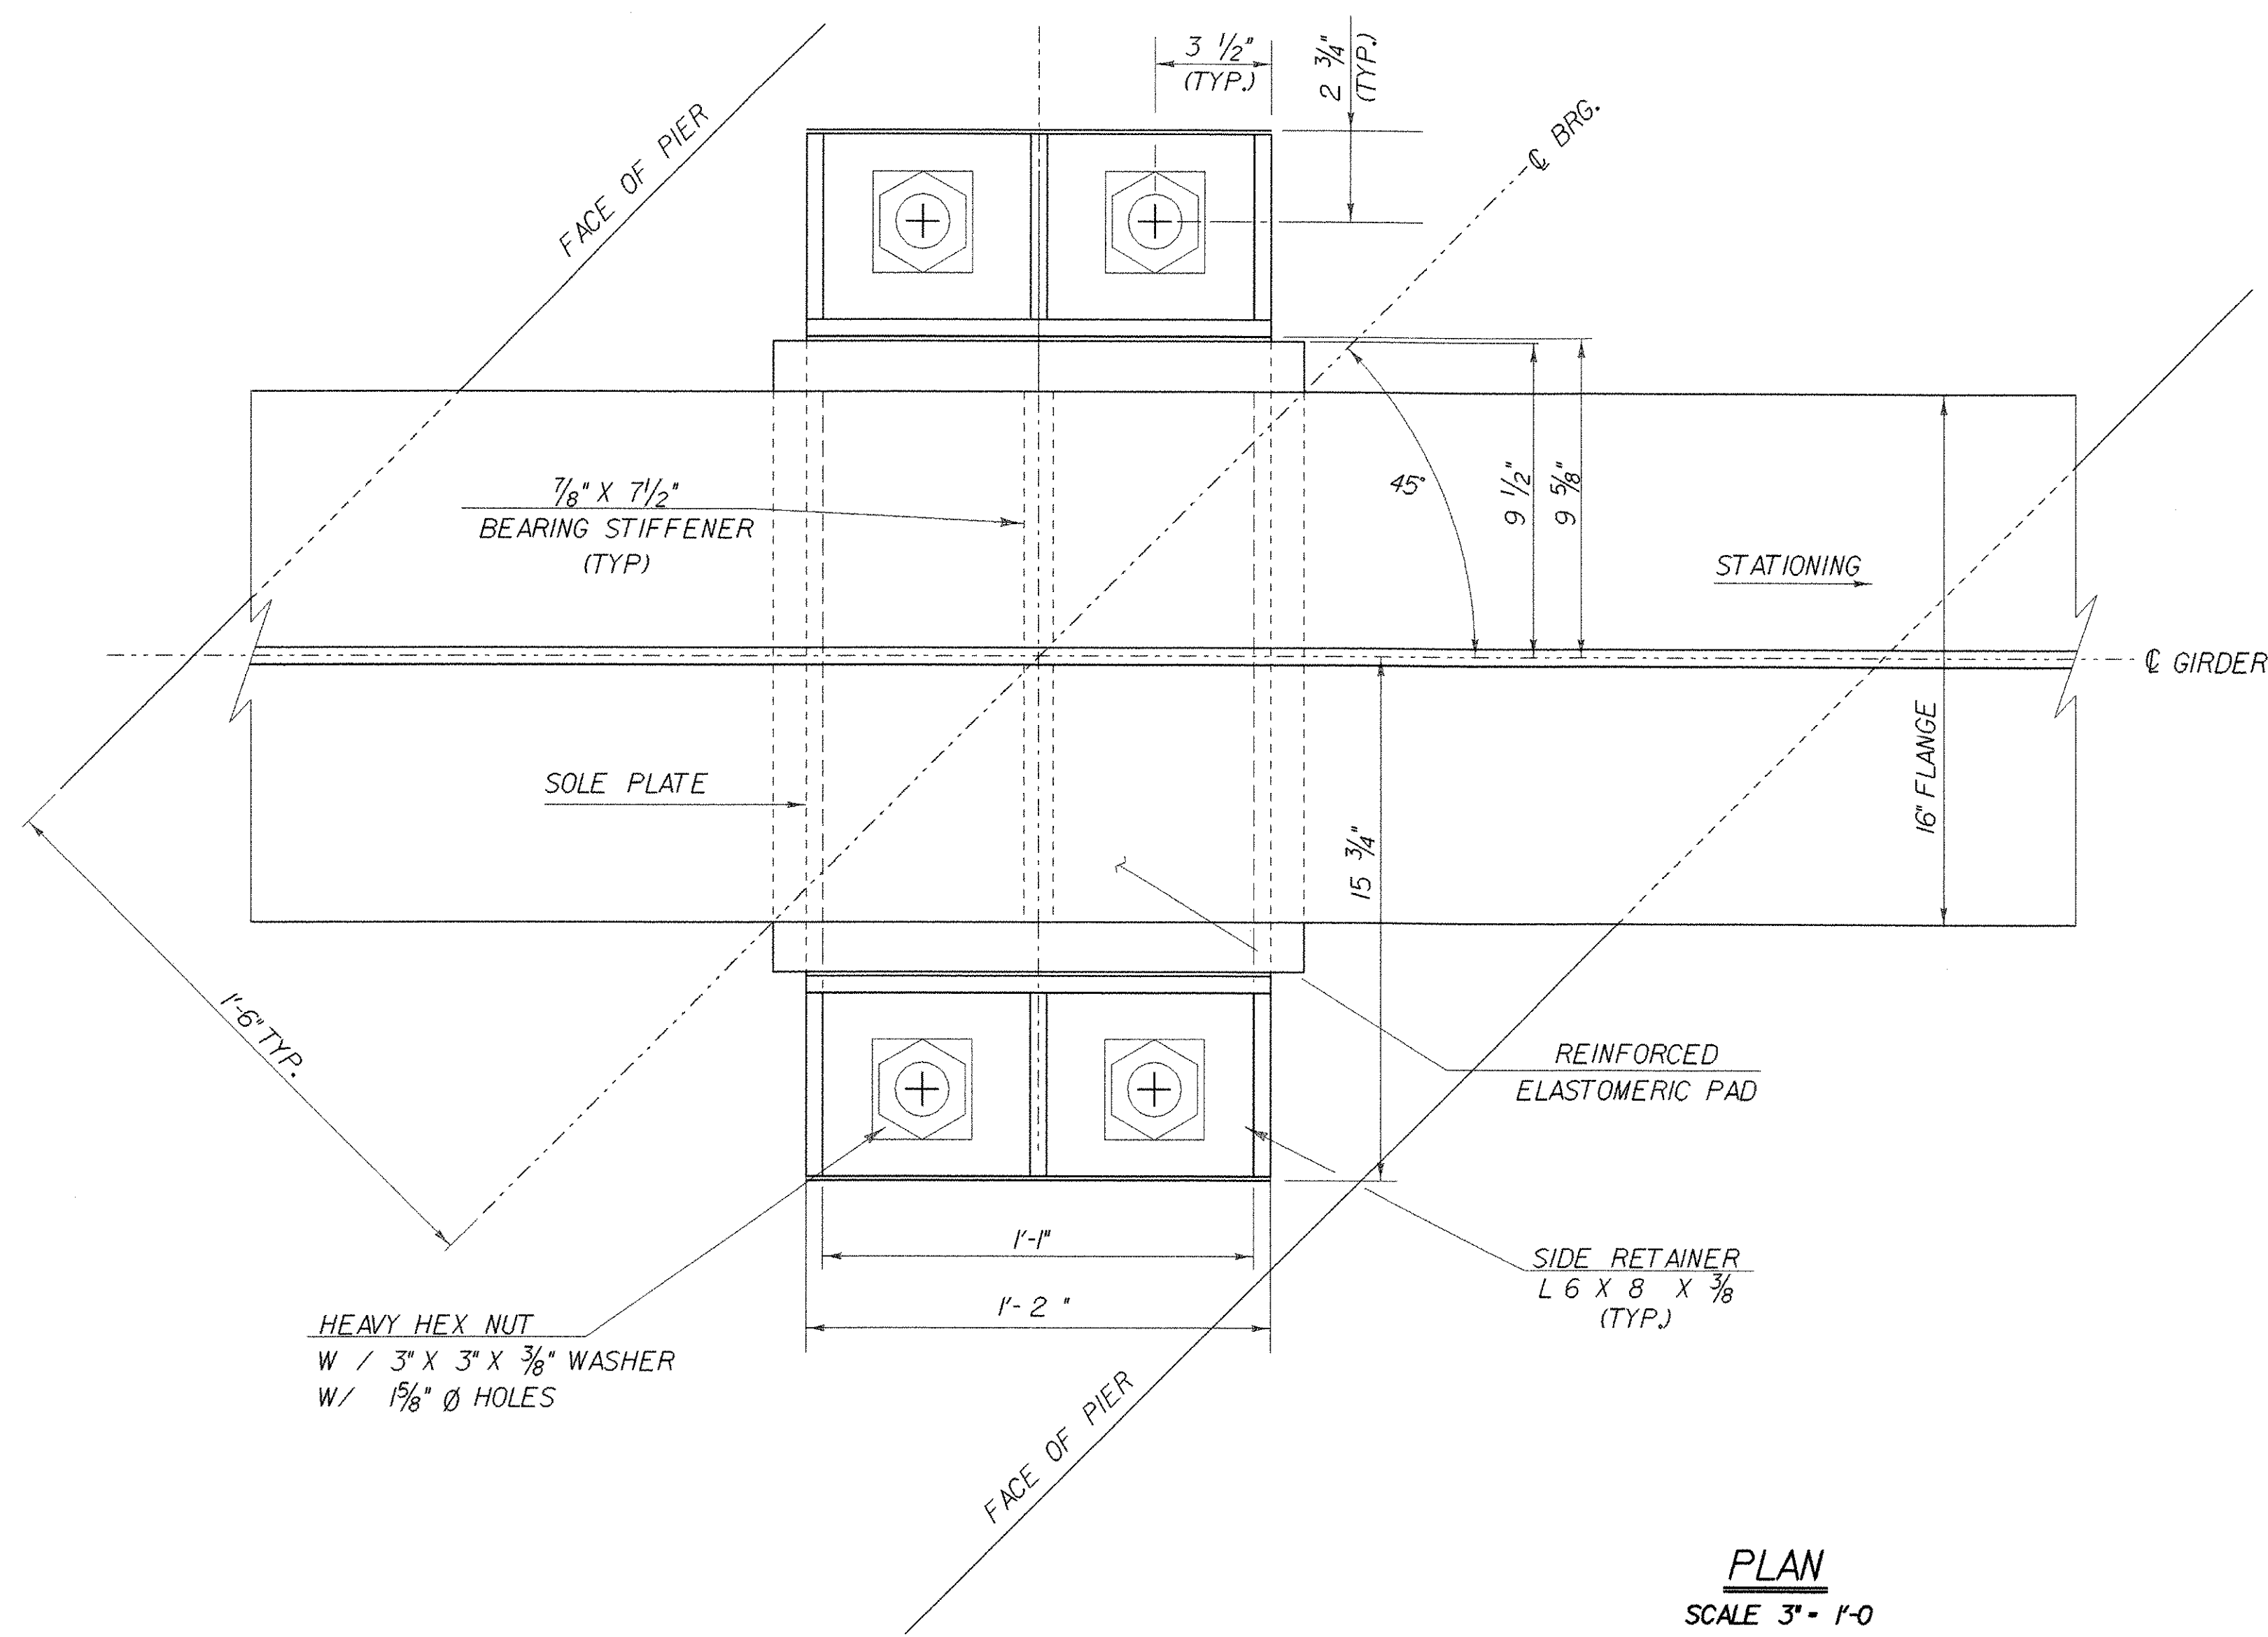 3 1/2"
(TYP.)
2 3/4"
(TYP.)
FACE OF PIER
℄ BRG.
7/8" X 7 1/2"
BEARING STIFFENER
(TYP)
45°
9 1/2"
9 5/8"
STATIONING
℄ GIRDER
16" FLANGE
SOLE PLATE
15 3/4"
1'-6" TYP.
REINFORCED
ELASTOMERIC PAD
1'-1"
1'- 2 "
SIDE RETAINER
L 6 X 8 X 3/8
(TYP.)
HEAVY HEX NUT
W / 3" X 3" X 3/8" WASHER
W/ 1 5/8" Ø HOLES
FACE OF PIER
PLAN
SCALE 3" = 1'-0